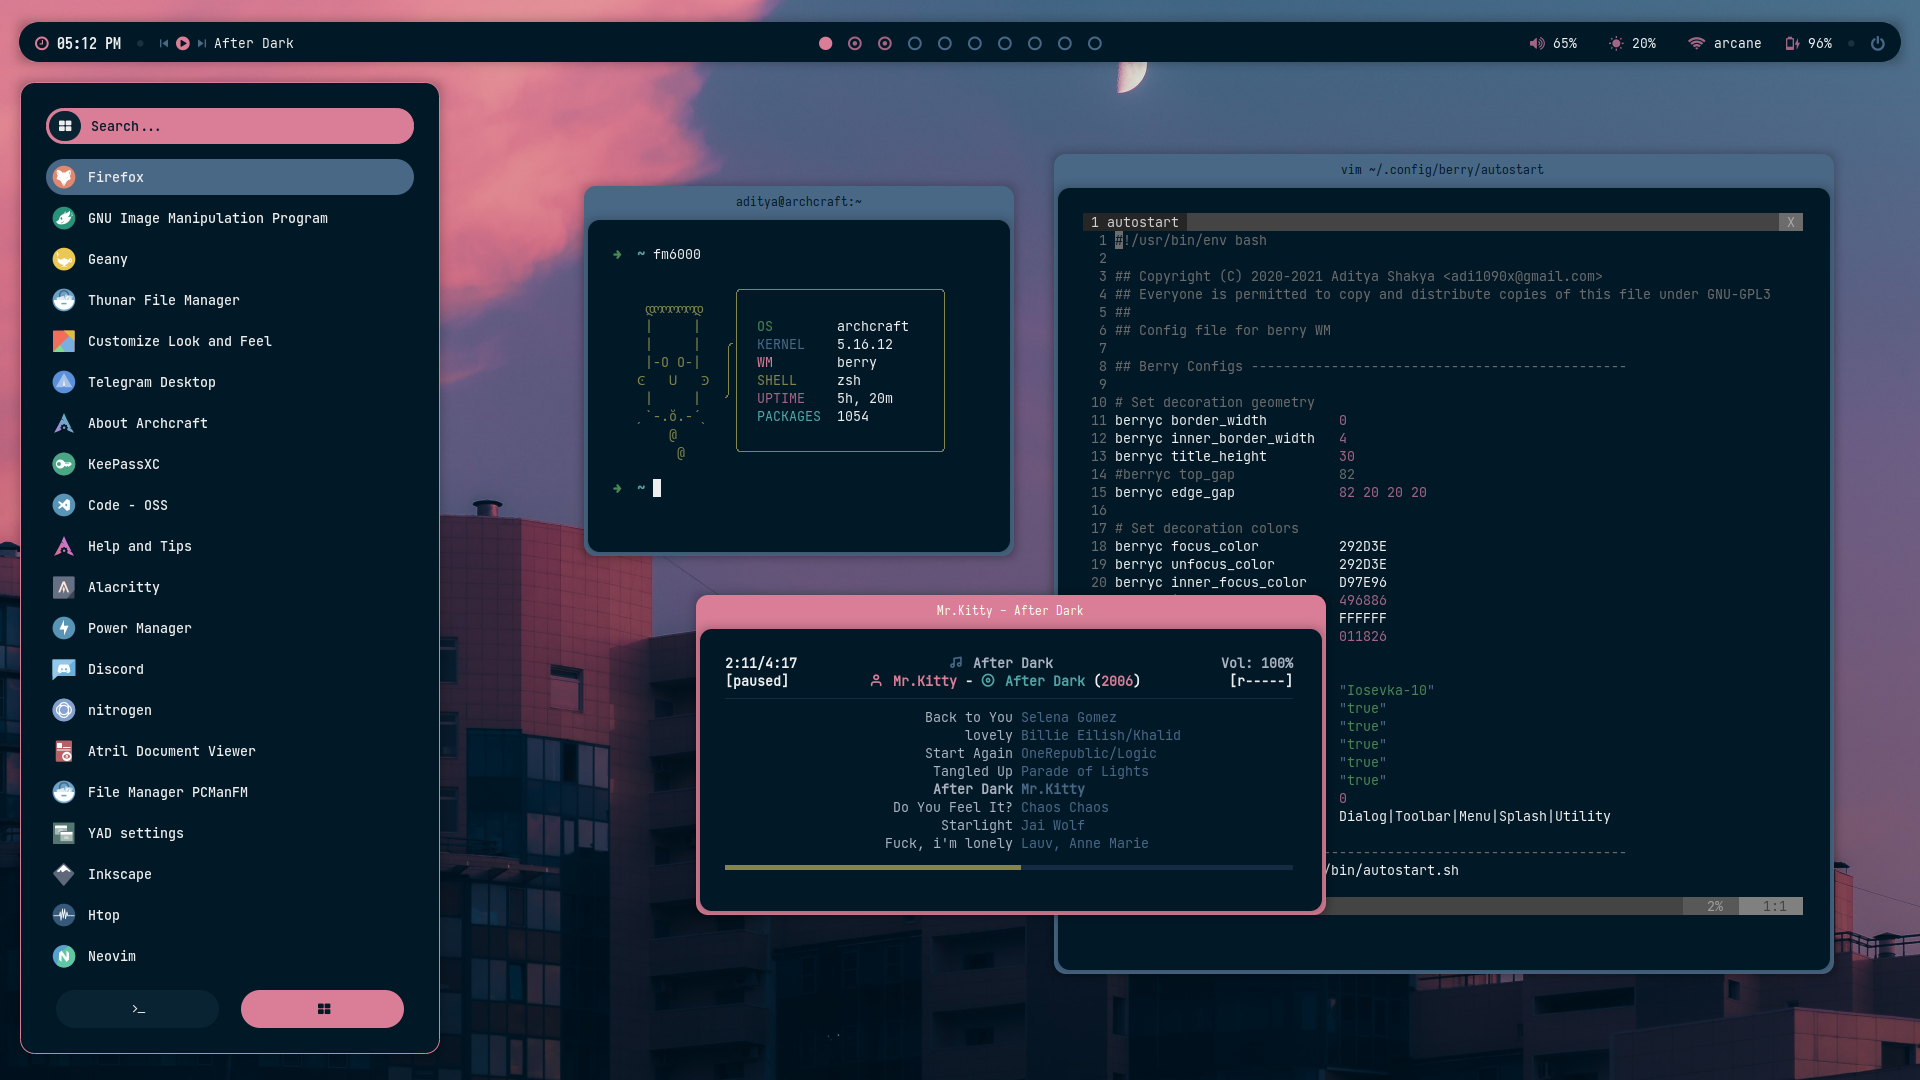 05:12 PM After Dark 65% 20% arcane 96%
Search...
Firefox
GNU Image Manipulation Program
Geany
Thunar File Manager
Customize Look and Feel
Telegram Desktop
About Archcraft
KeePassXC
Code - OSS
Help and Tips
Alacritty
Power Manager
Discord
nitrogen
Atril Document Viewer
File Manager PCManFM
YAD settings
Inkscape
Htop
Neovim
>_
aditya@archcraft:~
➜ ~ fm6000
OS archcraft
KERNEL 5.16.12
WM berry
SHELL zsh
UPTIME 5h, 20m
PACKAGES 1054
➜ ~
vim ~/.config/berry/autostart
1 autostart X
1 #!/usr/bin/env bash
2
3 ## Copyright (C) 2020-2021 Aditya Shakya <adi1090x@gmail.com>
4 ## Everyone is permitted to copy and distribute copies of this file under GNU-GPL3
5 ##
6 ## Config file for berry WM
7
8 ## Berry Configs -----------------------------------------------
9
10 # Set decoration geometry
11 berryc border_width 0
12 berryc inner_border_width 4
13 berryc title_height 30
14 #berryc top_gap 82
15 berryc edge_gap 82 20 20 20
16
17 # Set decoration colors
18 berryc focus_color 292D3E
19 berryc unfocus_color 292D3E
20 berryc inner_focus_color D97E96
496886
FFFFFF
011826
"Iosevka-10"
"true"
"true"
"true"
"true"
"true"
0
Dialog|Toolbar|Menu|Splash|Utility
--------------------------------------
/bin/autostart.sh
2% 1:1
Mr.Kitty - After Dark
2:11/4:17 After Dark Vol: 100%
[paused] Mr.Kitty - After Dark (2006) [r-----]
Back to You Selena Gomez
lovely Billie Eilish/Khalid
Start Again OneRepublic/Logic
Tangled Up Parade of Lights
After Dark Mr.Kitty
Do You Feel It? Chaos Chaos
Starlight Jai Wolf
Fuck, i'm lonely Lauv, Anne Marie